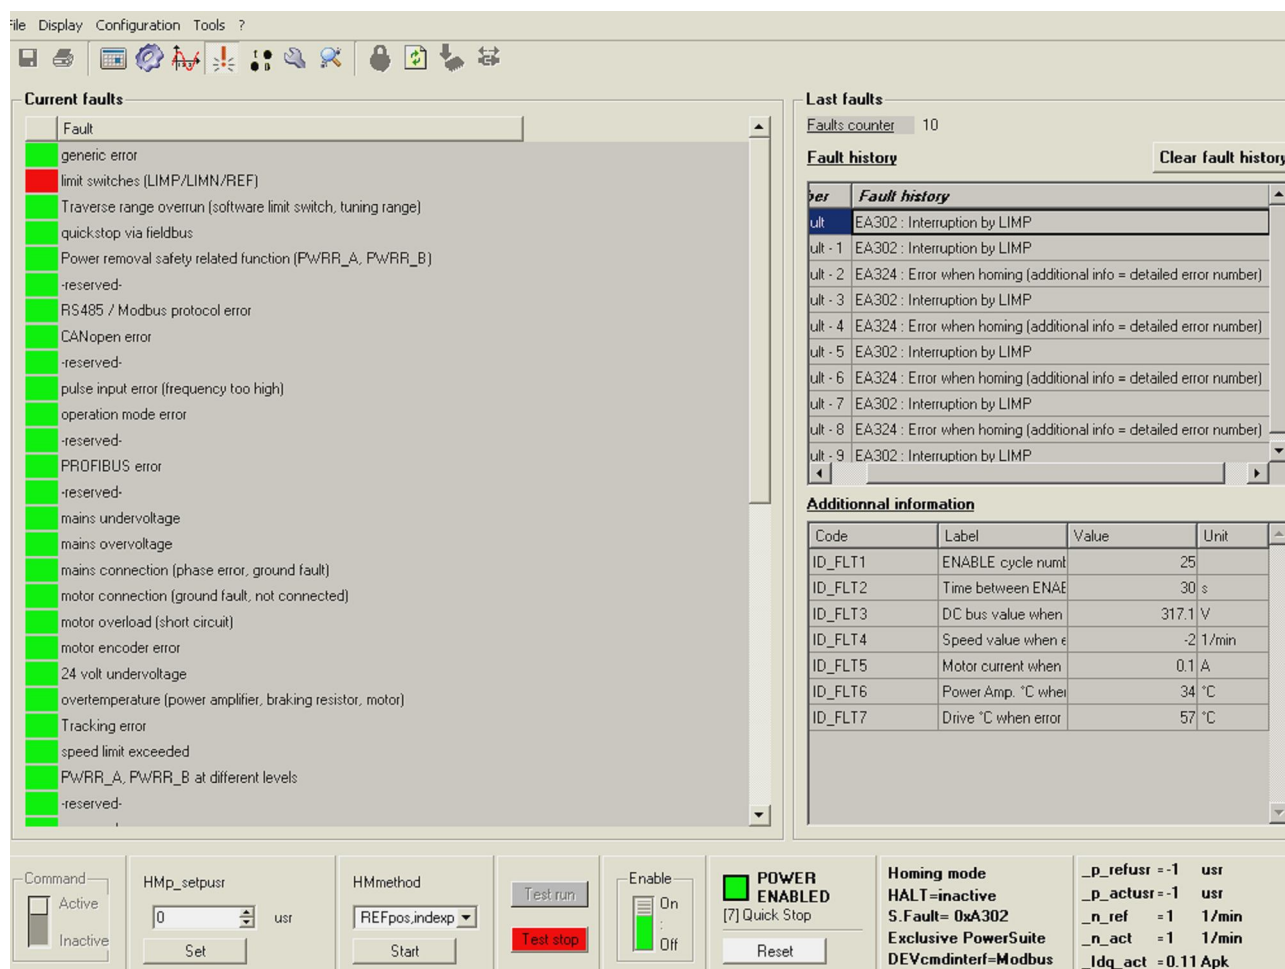 File Display Configuration Tools ?
Current faults
Fault
generic error
limit switches (LIMP/LIMN/REF)
Traverse range overrun (software limit switch, tuning range)
quickstop via fieldbus
Power removal safety related function (PWRR_A, PWRR_B)
-reserved-
RS485 / Modbus protocol error
CANopen error
-reserved-
pulse input error (frequency too high)
operation mode error
-reserved-
PROFIBUS error
-reserved-
mains undervoltage
mains overvoltage
mains connection (phase error, ground fault)
motor connection (ground fault, not connected)
motor overload (short circuit)
motor encoder error
24 volt undervoltage
overtemperature (power amplifier, braking resistor, motor)
Tracking error
speed limit exceeded
PWRR_A, PWRR_B at different levels
-reserved-
Last faults
Faults counter 10
Fault history Clear fault history
ber Fault history
ult EA302 : Interruption by LIMP
ult - 1 EA302 : Interruption by LIMP
ult - 2 EA324 : Error when homing (additional info = detailed error number)
ult - 3 EA302 : Interruption by LIMP
ult - 4 EA324 : Error when homing (additional info = detailed error number)
ult - 5 EA302 : Interruption by LIMP
ult - 6 EA324 : Error when homing (additional info = detailed error number)
ult - 7 EA302 : Interruption by LIMP
ult - 8 EA324 : Error when homing (additional info = detailed error number)
ult - 9 EA302 : Interruption by LIMP
Additionnal information
Code Label Value Unit
ID_FLT1 ENABLE cycle numb 25
ID_FLT2 Time between ENAE 30 s
ID_FLT3 DC bus value when 317.1 V
ID_FLT4 Speed value when e -2 1/min
ID_FLT5 Motor current when 0.1 A
ID_FLT6 Power Amp. °C whe 34 °C
ID_FLT7 Drive °C when error 57 °C
Command
Active
Inactive
HMp_setpusr
0 usr
Set
HMmethod
REFpos,indexp
Start
Test run
Test stop
Enable
On
:
Off
POWER
ENABLED
[7] Quick Stop
Reset
Homing mode
HALT=inactive
S.Fault= 0xA302
Exclusive PowerSuite
DEVcmdinterf=Modbus
_p_refusr =-1 usr
_p_actusr=-1 usr
_n_ref =1 1/min
_n_act =1 1/min
_Idq_act =0.11 Apk